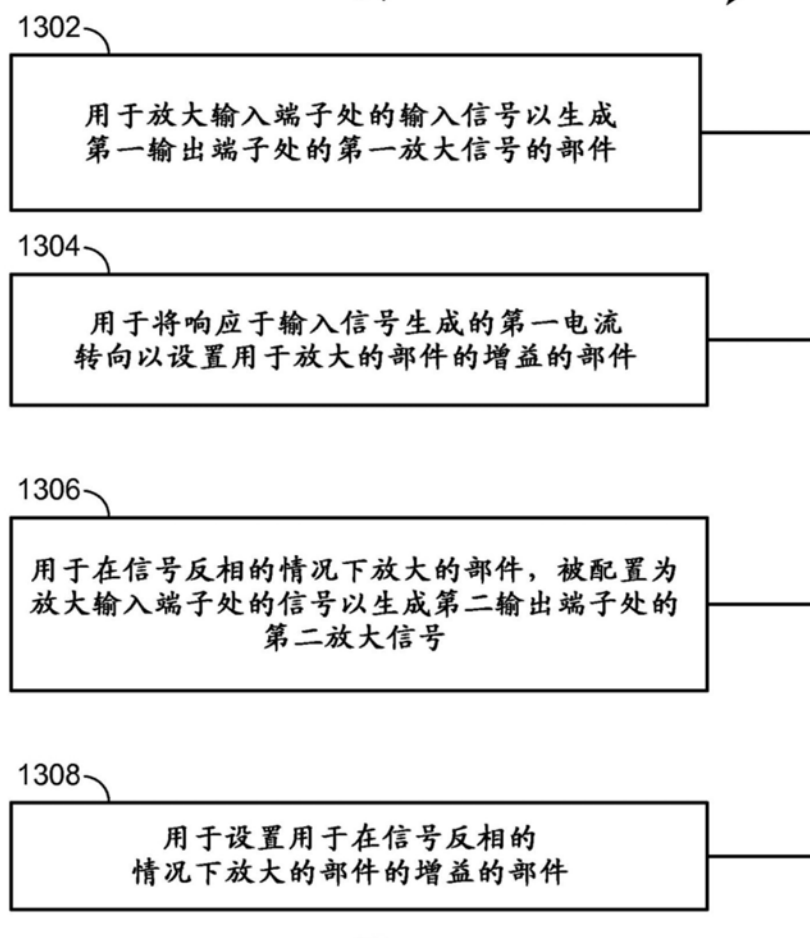 1302
用于放大输入端子处的输入信号以生成
第一输出端子处的第一放大信号的部件
1304
用于将响应于输入信号生成的第一电流
转向以设置用于放大的部件的增益的部件
1306
用于在信号反相的情况下放大的部件，被配置为
放大输入端子处的信号以生成第二输出端子处的
第二放大信号
1308
用于设置用于在信号反相的
情况下放大的部件的增益的部件